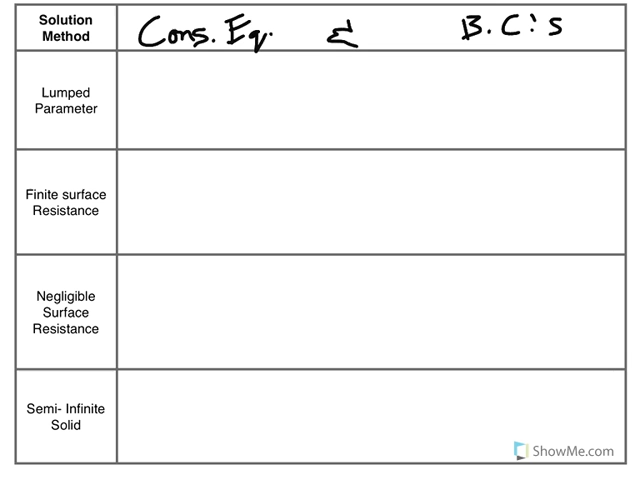 Solution
Method
Cons. Eq. & B.C's
Lumped
Parameter
Finite surface
Resistance
Negligible
Surface
Resistance
Semi- Infinite
Solid
ShowMe.com